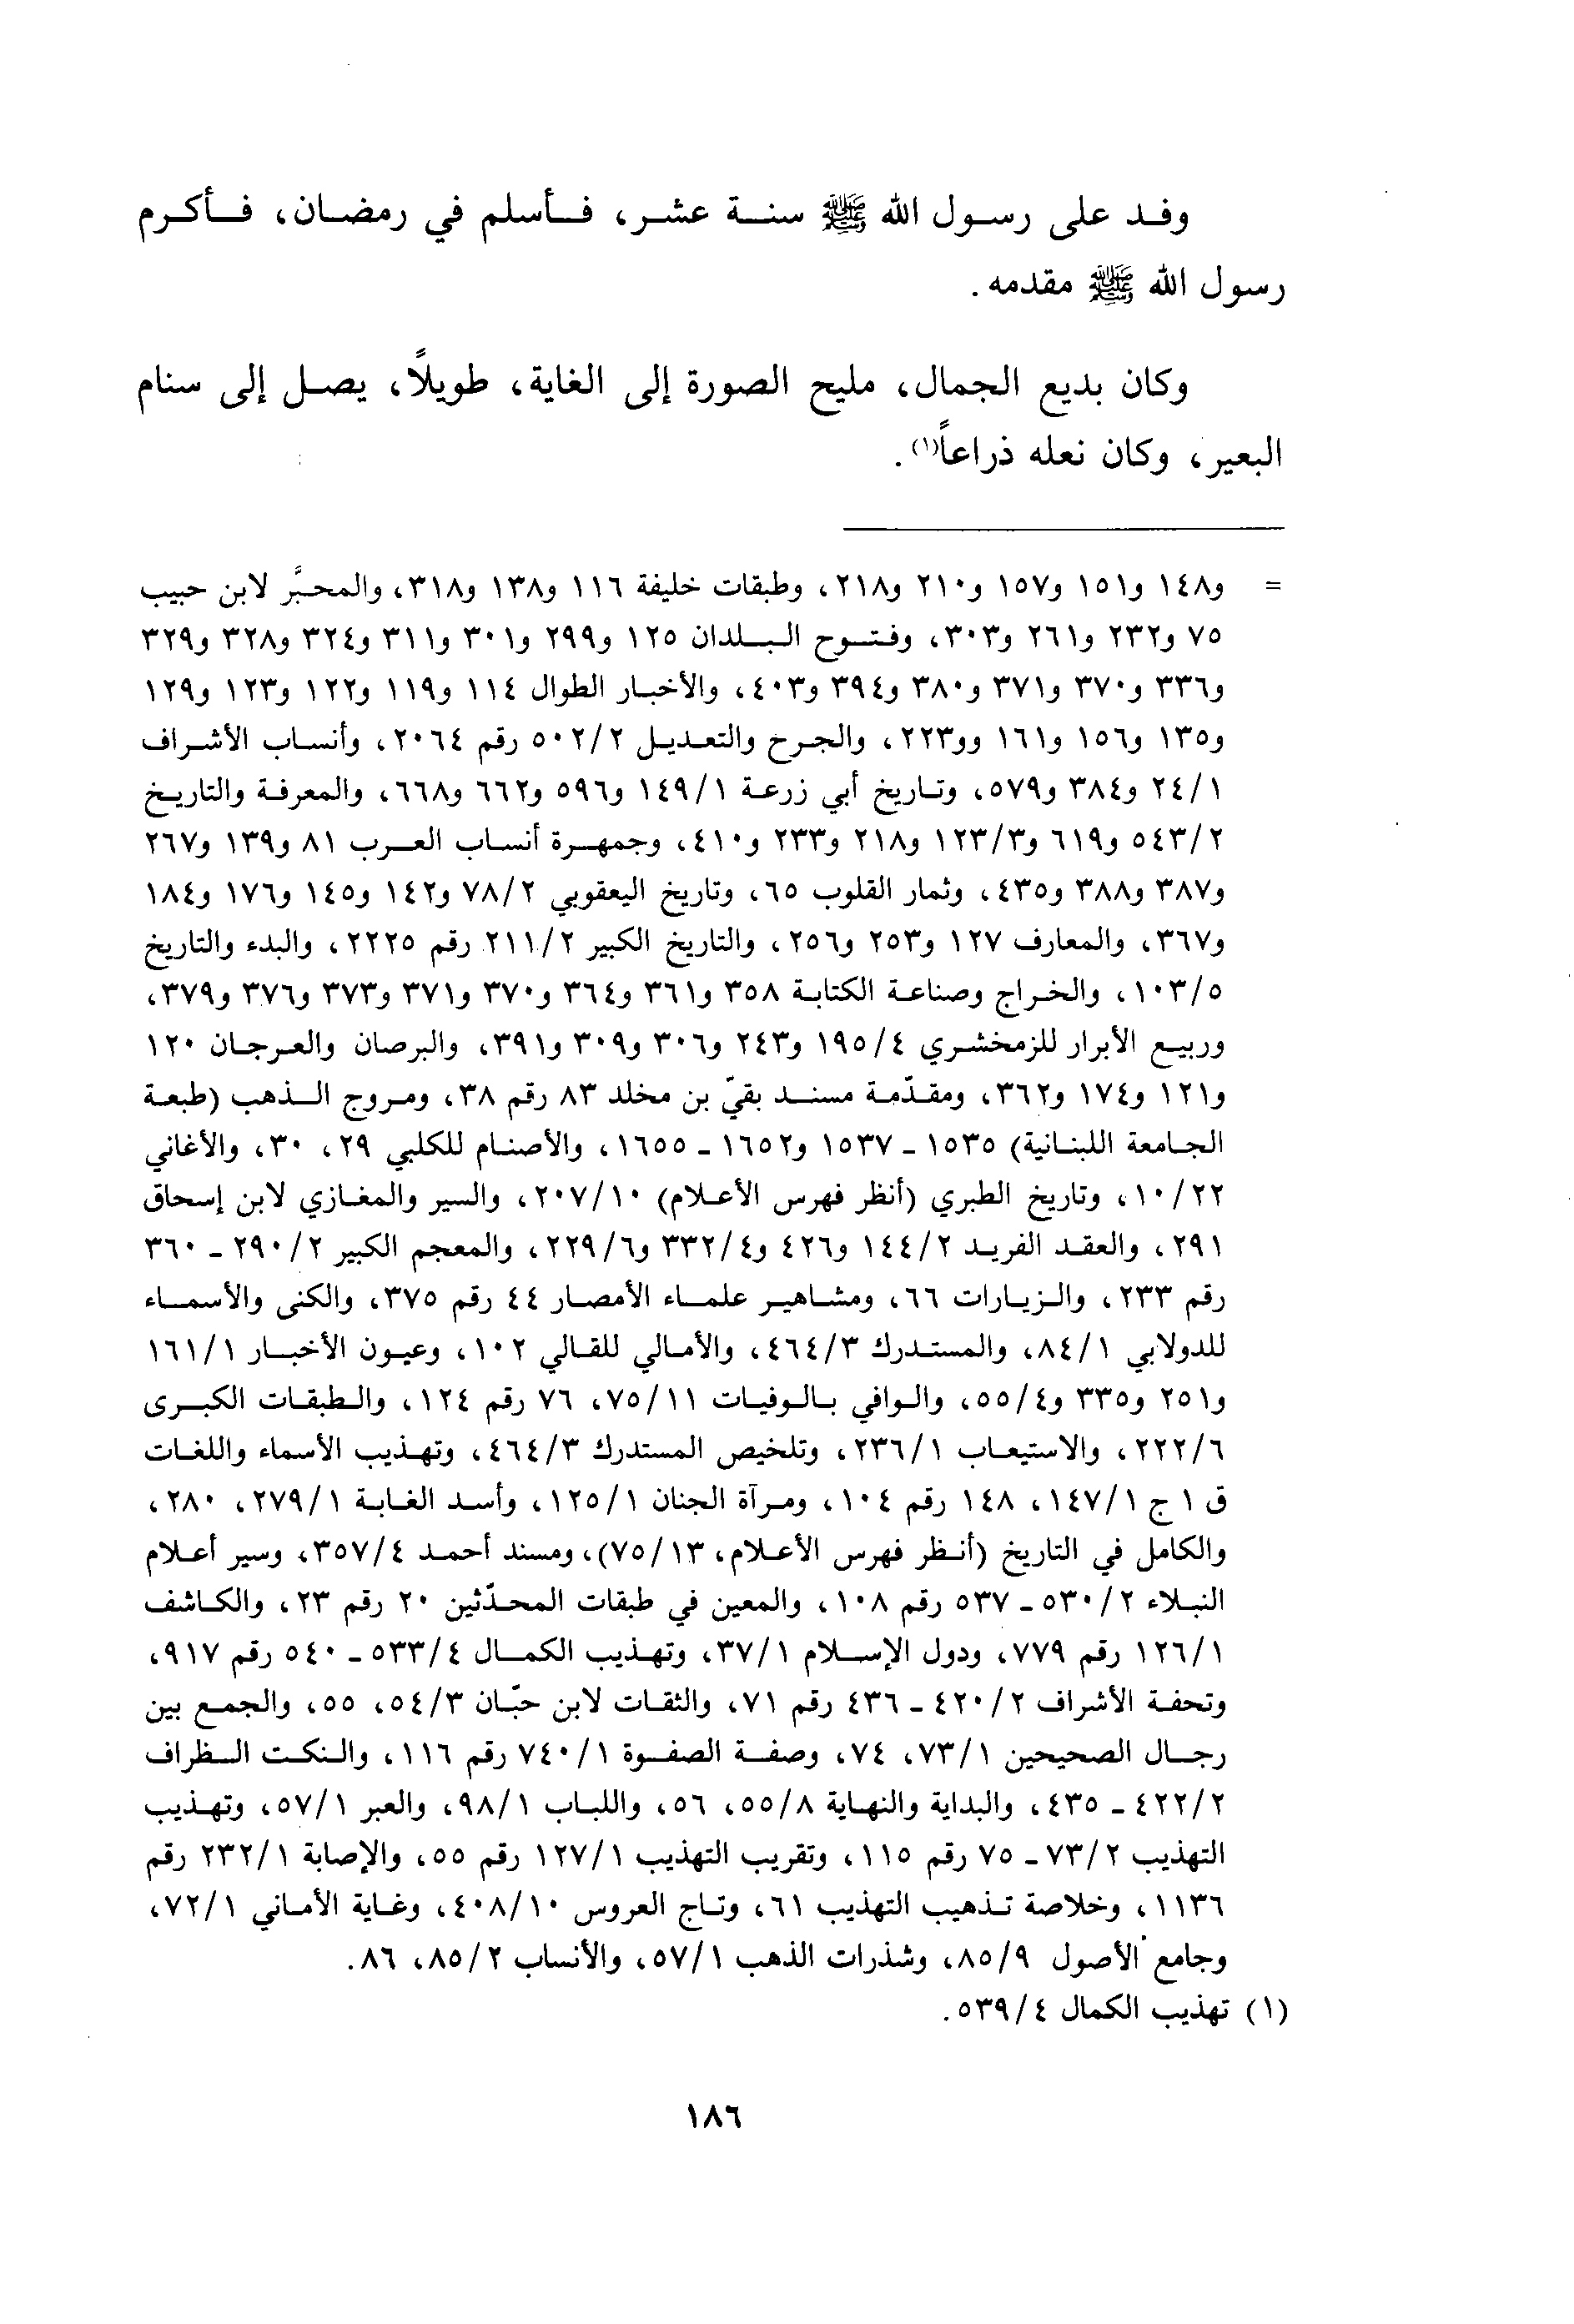 وفد على رسول الله ﷺ سنة عشر، فأسلم في رمضان، فأكرم
رسول الله ﷺ مقدمه.
وكان بديع الجمال، مليح الصورة إلى الغاية، طويلاً، يصل إلى سنام
البعير، وكان نعله ذراعاً(١).
= و١٤٨ و١٥١ و١٥٧ و٢١٠ و٢١٨، وطبقات خليفة ١١٦ و١٣٨ و٣١٨، والمحبَّر لابن حبيب
٧٥ و٢٣٢ و٢٦١ و٣٠٣، وفتوح البلدان ١٢٥ و٢٩٩ و٣٠١ و٣١١ و٣٢٤ و٣٢٨ و٣٢٩
و٣٣٦ و٣٧٠ و٣٧١ و٣٨٠ و٣٩٤ و٤٠٣، والأخبار الطوال ١١٤ و١١٩ و١٢٢ و١٢٣ و١٢٩
و١٣٥ و١٥٦ و١٦١ وو٢٢٣، والجرح والتعديل ٥٠٢/٢ رقم ٢٠٦٤، وأنساب الأشراف
٢٤/١ و٣٨٤ و٥٧٩، وتاريخ أبي زرعة ١٤٩/١ و٥٩٦ و٦٦٢ و٦٦٨، والمعرفة والتاريخ
٥٤٣/٢ و٦١٩ و١٢٣/٣ و٢١٨ و٢٣٣ و٤١٠، وجمهرة أنساب العرب ٨١ و١٣٩ و٢٦٧
و٣٨٧ و٣٨٨ و٤٣٥، وثمار القلوب ٦٥، وتاريخ اليعقوبي ٧٨/٢ و١٤٢ و١٤٥ و١٧٦ و١٨٤
و٣٦٧، والمعارف ١٢٧ و٢٥٣ و٢٥٦، والتاريخ الكبير ٢١١/٢ رقم ٢٢٢٥، والبدء والتاريخ
١٠٣/٥، والخراج وصناعة الكتابة ٣٥٨ و٣٦١ و٣٦٤ و٣٧٠ و٣٧١ و٣٧٣ و٣٧٦ و٣٧٩،
وربيع الأبرار للزمخشري ١٩٥/٤ و٢٤٣ و٣٠٦ و٣٠٩ و٣٩١، والبرصان والعرجان ١٢٠
و١٢١ و١٧٤ و٣٦٢، ومقدّمة مسند بقيّ بن مخلد ٨٣ رقم ٣٨، ومروج الذهب (طبعة
الجامعة اللبنانية) ١٥٣٥ - ١٥٣٧ و١٦٥٢ - ١٦٥٥، والأصنام للكلبي ٢٩، ٣٠، والأغاني
١٠/٢٢، وتاريخ الطبري (أنظر فهرس الأعلام) ٢٠٧/١٠، والسير والمغازي لابن إسحاق
٢٩١، والعقد الفريد ١٤٤/٢ و٤٢٦ و٣٣٢/٤ و٢٢٩/٦، والمعجم الكبير ٢٩٠/٢ - ٣٦٠
رقم ٢٣٣، والزيارات ٦٦، ومشاهير علماء الأمصار ٤٤ رقم ٣٧٥، والكنى والأسماء
للدولابي ٨٤/١، والمستدرك ٤٦٤/٣، والأمالي للقالي ١٠٢، وعيون الأخبار ١٦١/١
و٢٥١ و٣٣٥ و٥٥/٤، والوافي بالوفيات ٧٥/١١، ٧٦ رقم ١٢٤، والطبقات الكبرى
٢٢٢/٦، والاستيعاب ٢٣٦/١، وتلخيص المستدرك ٤٦٤/٣، وتهذيب الأسماء واللغات
ق ١ ج ١٤٧/١، ١٤٨ رقم ١٠٤، ومرآة الجنان ١٢٥/١، وأسد الغابة ٢٧٩/١، ٢٨٠،
والكامل في التاريخ (أنظر فهرس الأعلام، ٧٥/١٣)، ومسند أحمد ٣٥٧/٤، وسير أعلام
النبلاء ٥٣٠/٢ - ٥٣٧ رقم ١٠٨، والمعين في طبقات المحدّثين ٢٠ رقم ٢٣، والكاشف
١٢٦/١ رقم ٧٧٩، ودول الإسلام ٣٧/١، وتهذيب الكمال ٥٣٣/٤ - ٥٤٠ رقم ٩١٧،
وتحفة الأشراف ٤٢٠/٢ - ٤٣٦ رقم ٧١، والثقات لابن حبّان ٥٤/٣، ٥٥، والجمع بين
رجال الصحيحين ٧٣/١، ٧٤، وصفة الصفوة ٧٤٠/١ رقم ١١٦، والنكت الظراف
٤٢٢/٢ - ٤٣٥، والبداية والنهاية ٥٥/٨، ٥٦، واللباب ٩٨/١، والعبر ٥٧/١، وتهذيب
التهذيب ٧٣/٢ - ٧٥ رقم ١١٥، وتقريب التهذيب ١٢٧/١ رقم ٥٥، والإصابة ٢٣٢/١ رقم
١١٣٦، وخلاصة تذهيب التهذيب ٦١، وتاج العروس ٤٠٨/١٠، وغاية الأماني ٧٢/١،
وجامع الأصول ٨٥/٩، وشذرات الذهب ٥٧/١، والأنساب ٨٥/٢، ٨٦.
(١) تهذيب الكمال ٥٣٩/٤.
١٨٦